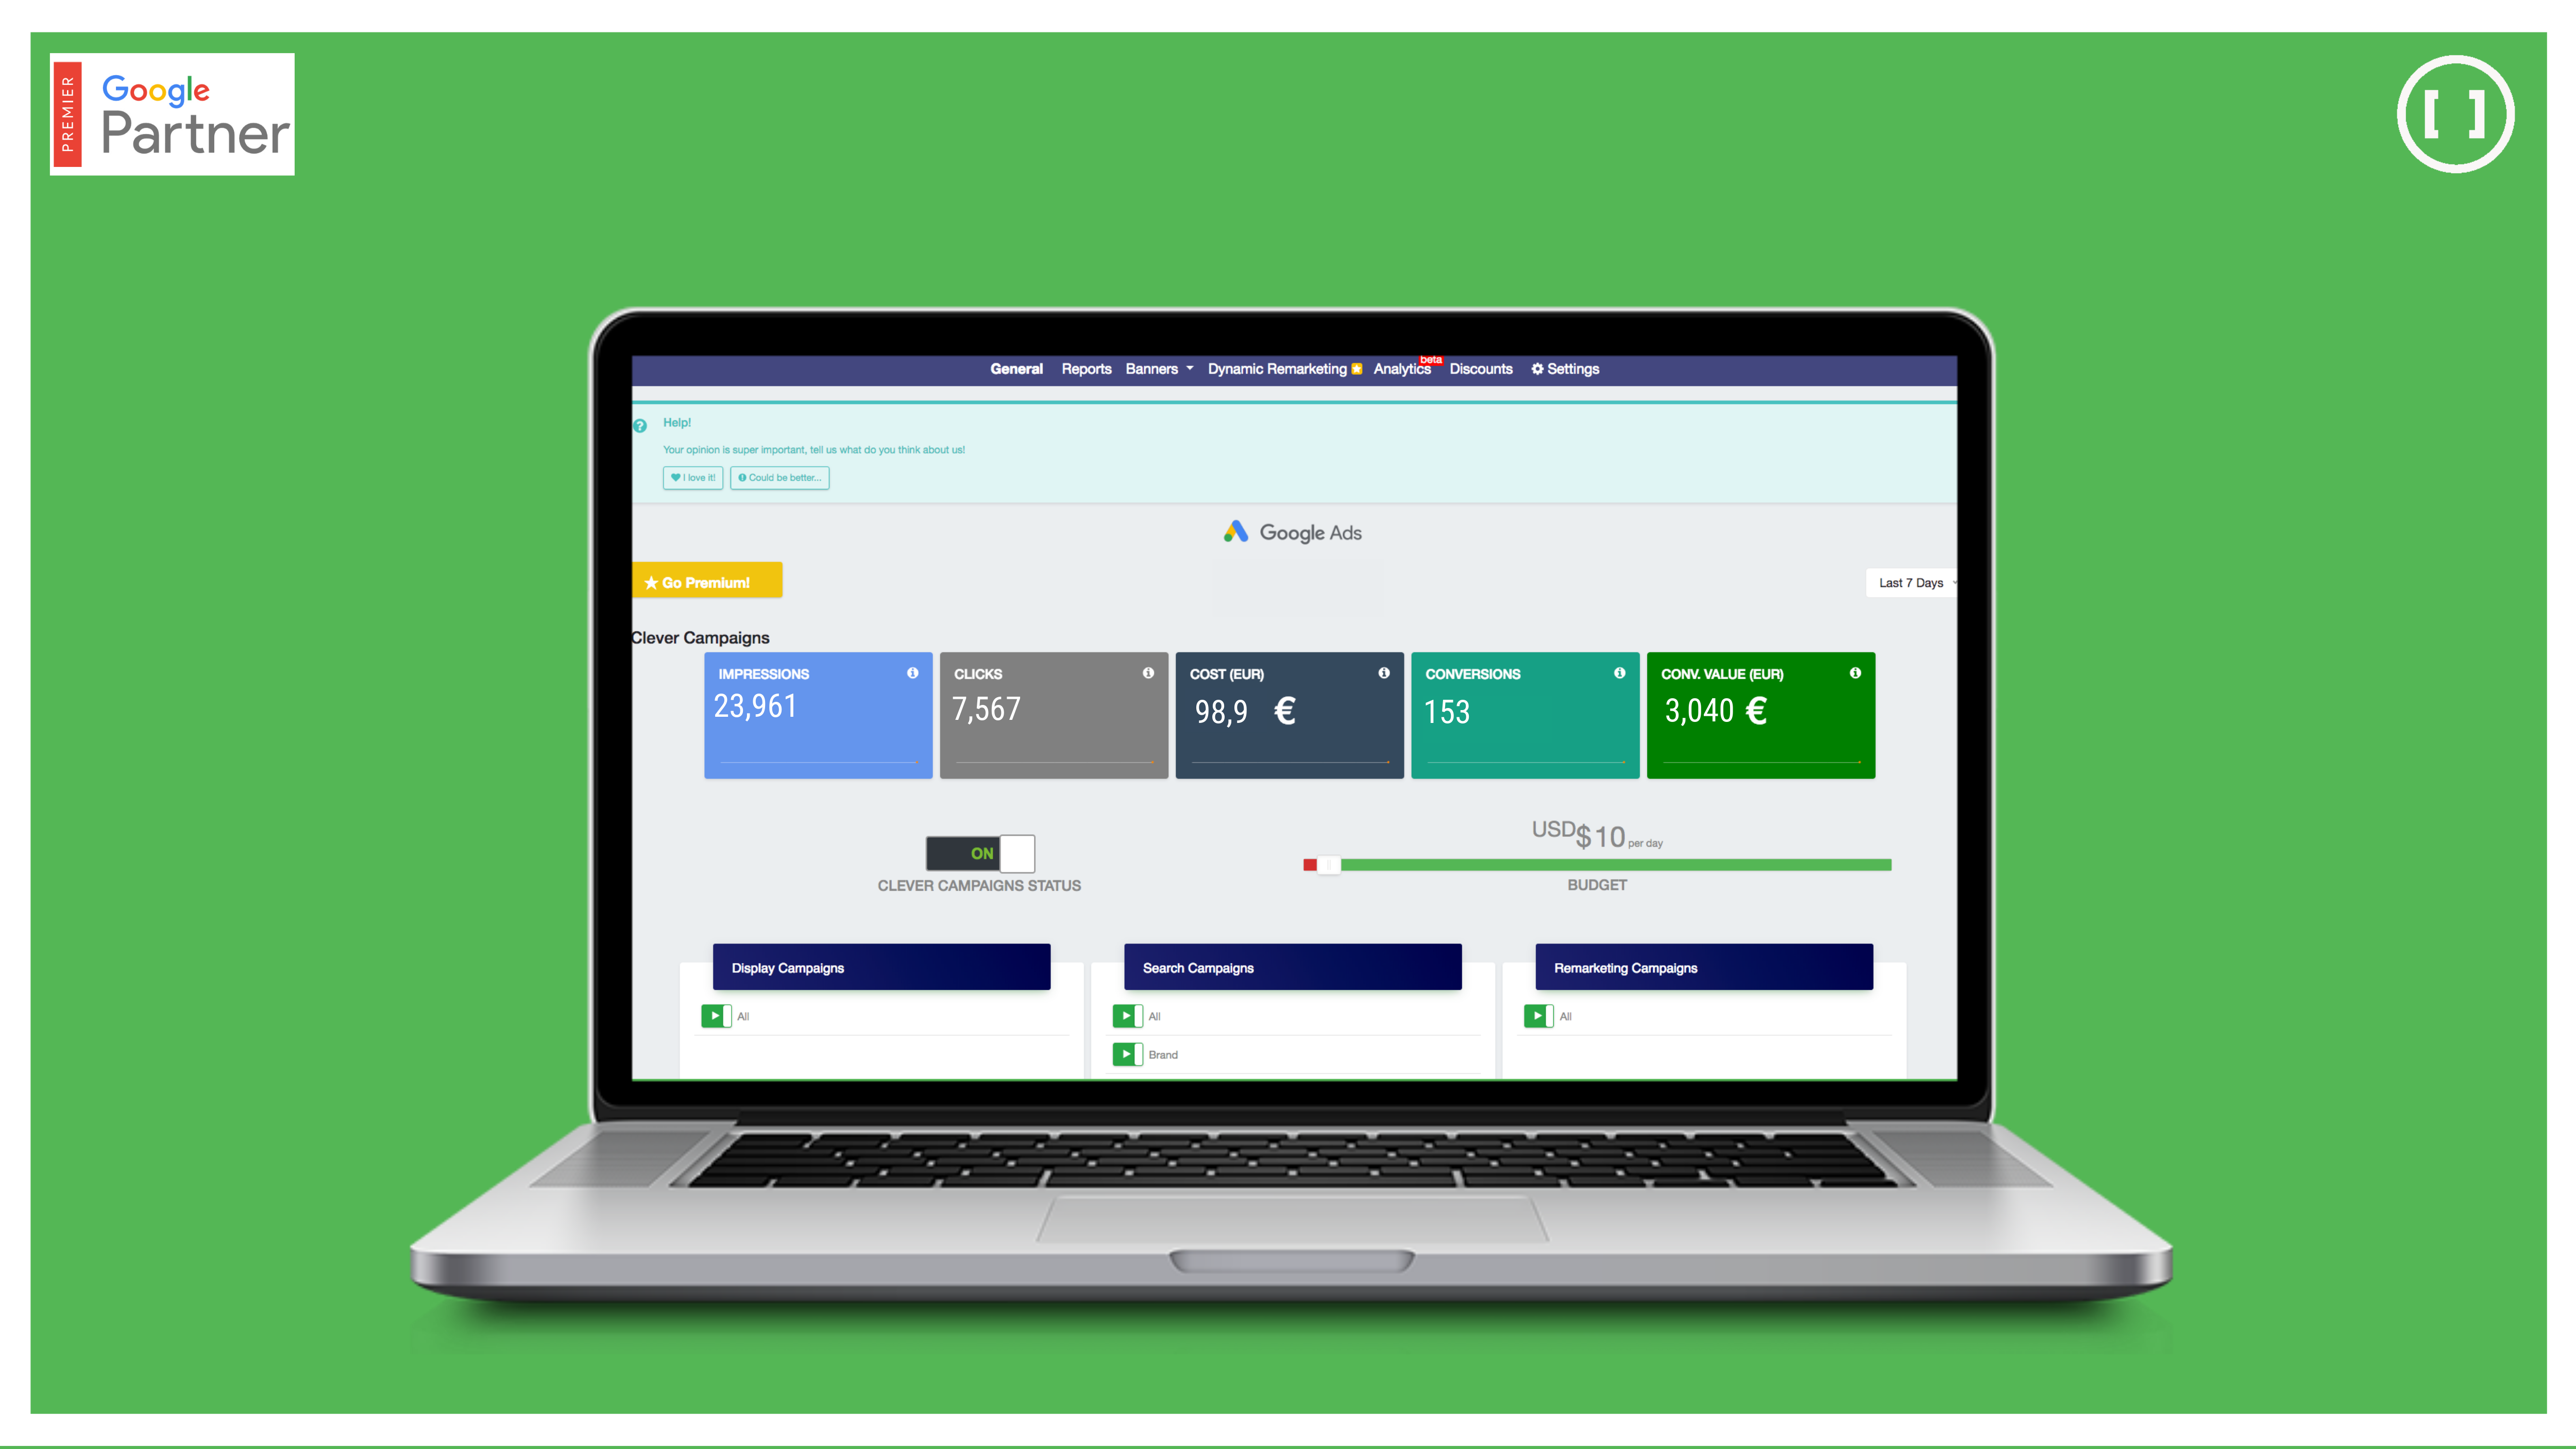 PREMIER
Google
Partner
[ ]
General Reports Banners Dynamic Remarketing Analytics beta Discounts Settings
Help!
Your opinion is super important, tell us what do you think about us!
I love it! Could be better...
Google Ads
Go Premium!
Last 7 Days
Clever Campaigns
IMPRESSIONS
23,961
CLICKS
7,567
COST (EUR)
98,9 €
CONVERSIONS
153
CONV. VALUE (EUR)
3,040 €
ON
CLEVER CAMPAIGNS STATUS
USD$10 per day
BUDGET
Display Campaigns
All
Search Campaigns
All
Brand
Remarketing Campaigns
All